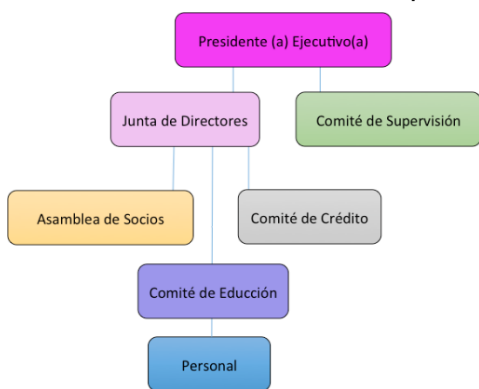 Presidente (a) Ejecutivo(a)
Junta de Directores
Comité de Supervisión
Asamblea de Socios
Comité de Crédito
Comité de Educción
Personal